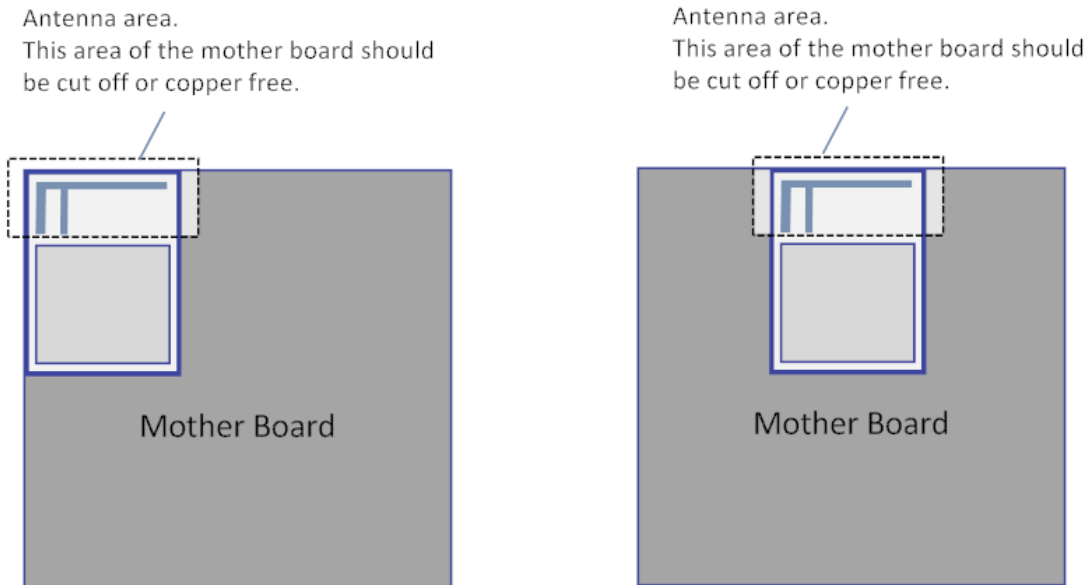 Antenna area.
This area of the mother board should
be cut off or copper free.
Mother Board
Antenna area.
This area of the mother board should
be cut off or copper free.
Mother Board